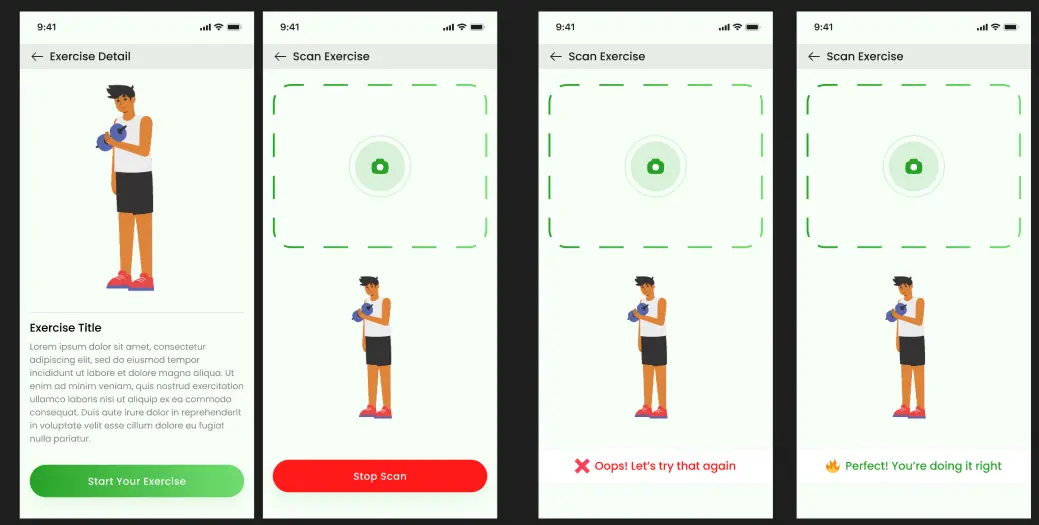 9:41
Exercise Detail
Exercise Title
Lorem ipsum dolor sit amet, consectetur
adipiscing elit, sed do eiusmod tempor
incididunt ut labore et dolore magna aliqua. Ut
enim ad minim veniam, quis nostrud exercitation
ullamco laboris nisi ut aliquip ex ea commodo
consequat. Duis aute irure dolor in reprehenderit
in voluptate velit esse cillum dolore eu fugiat
nulla pariatur.
Start Your Exercise
9:41
Scan Exercise
Stop Scan
9:41
Scan Exercise
❌ Oops! Let's try that again
9:41
Scan Exercise
🔥 Perfect! You're doing it right